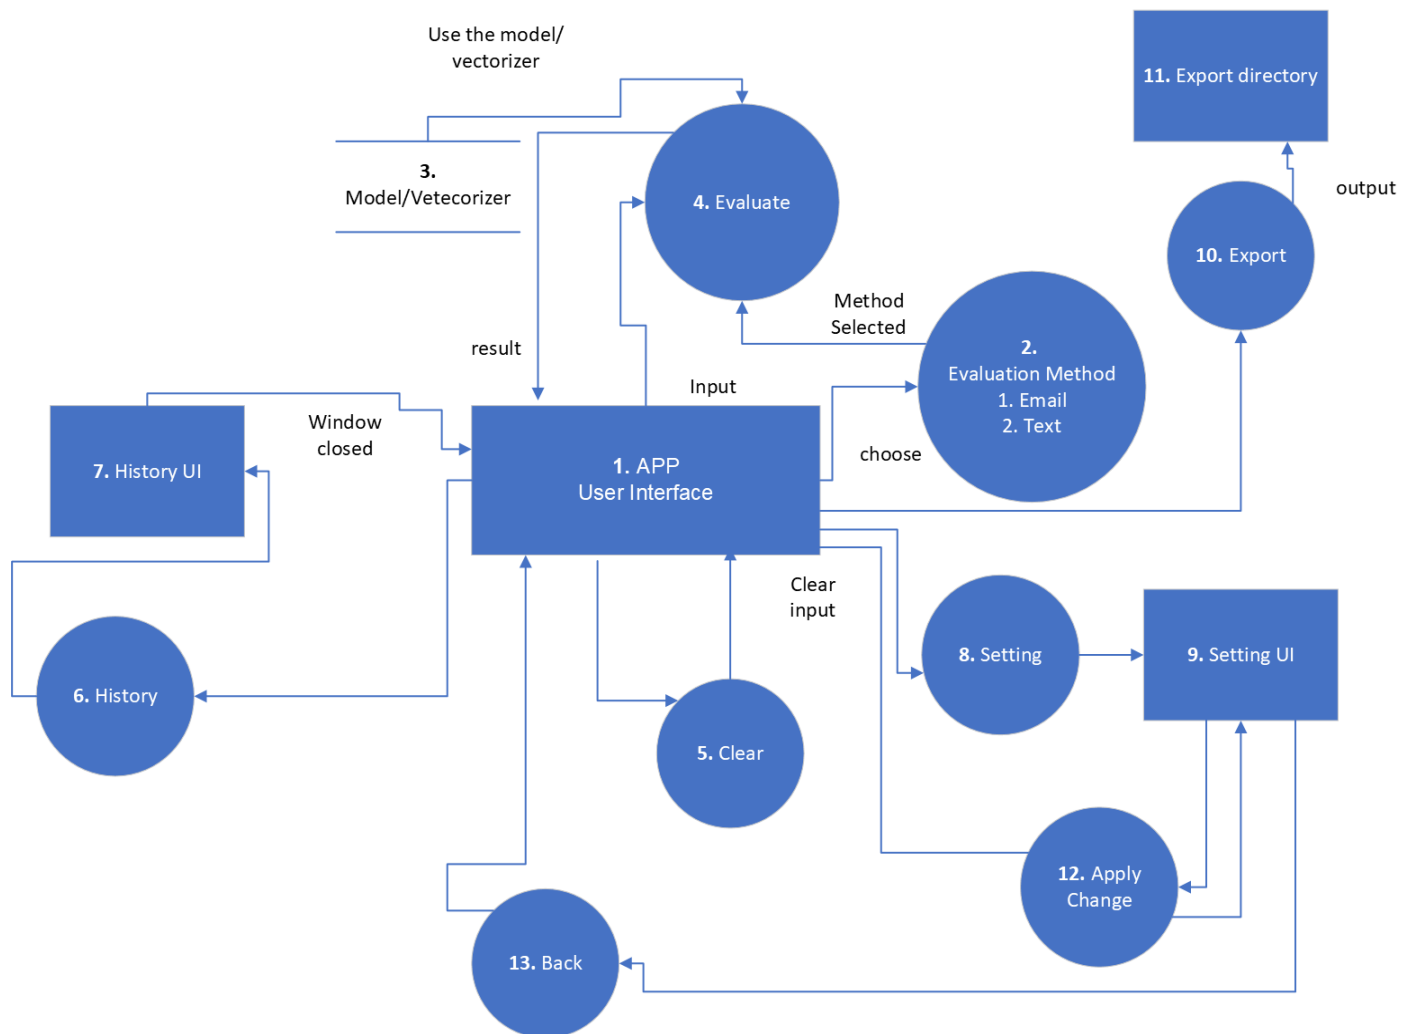 Use the model/
vectorizer
11. Export directory
3.
Model/Vetecorizer
4. Evaluate
output
10. Export
Method
Selected
result
2.
Evaluation Method
1. Email
2. Text
Input
Window
closed
choose
7. History UI
1. APP
User Interface
Clear
input
8. Setting
9. Setting UI
6. History
5. Clear
12. Apply
Change
13. Back